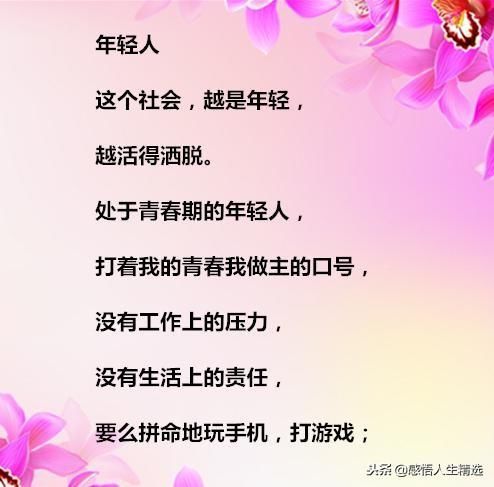 年轻人
这个社会，越是年轻，
越活得洒脱。
处于青春期的年轻人，
打着我的青春我做主的口号，
没有工作上的压力，
没有生活上的责任，
要么拼命地玩手机，打游戏；
头条 @感悟人生精选